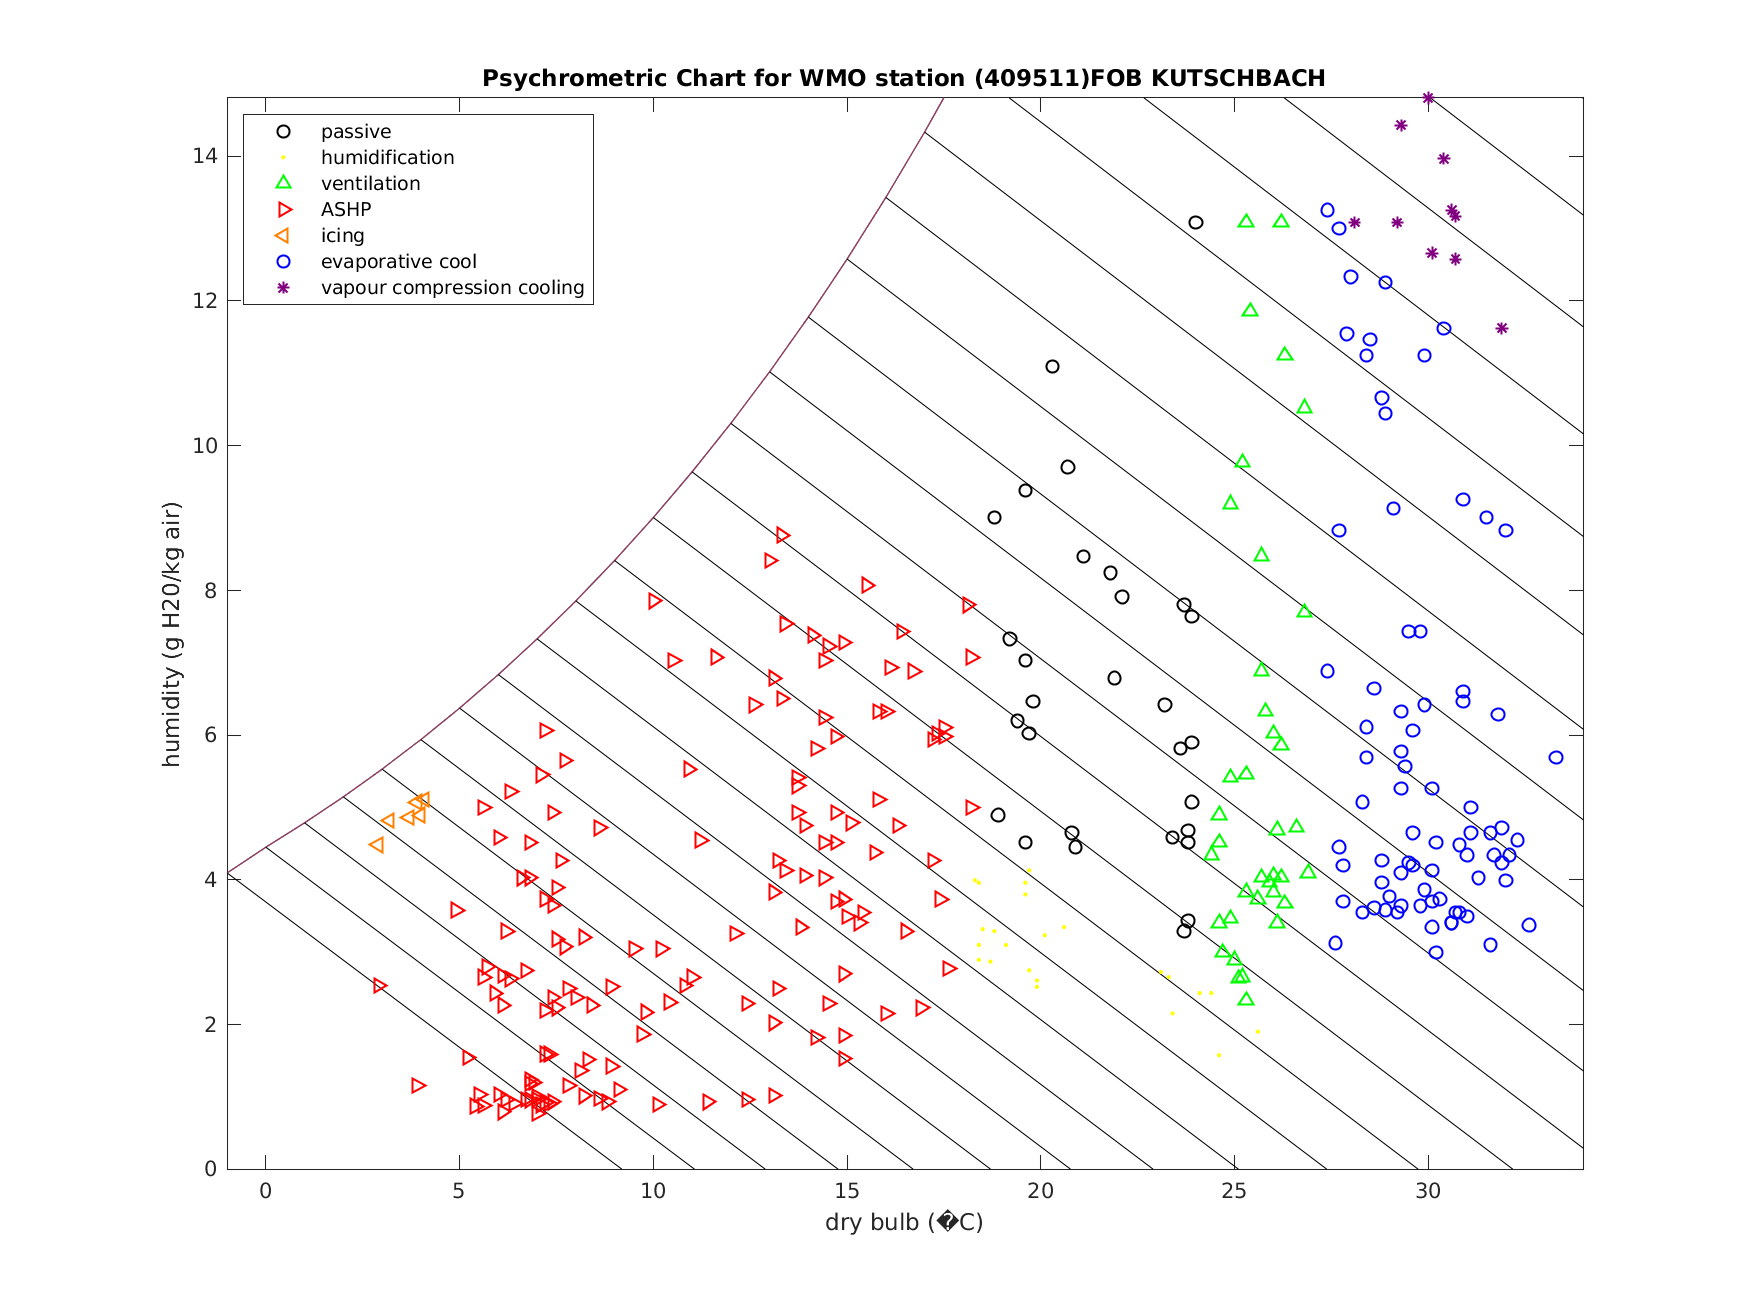 Psychrometric Chart for WMO station (409511)FOB KUTSCHBACH
passive
humidification
ventilation
ASHP
icing
evaporative cool
vapour compression cooling
humidity (g H20/kg air)
14
12
10
8
6
4
2
0
0 5 10 15 20 25 30
dry bulb (�C)